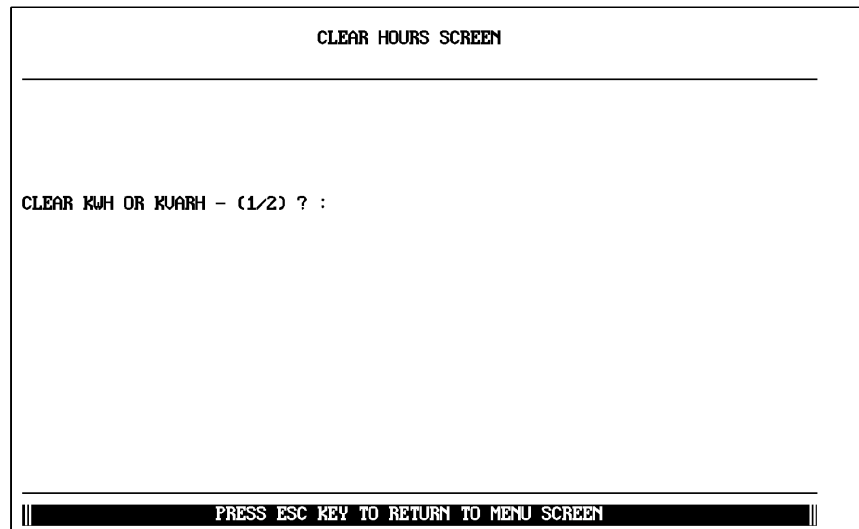 CLEAR HOURS SCREEN
CLEAR KWH OR KVARH - (1/2) ? :
PRESS ESC KEY TO RETURN TO MENU SCREEN